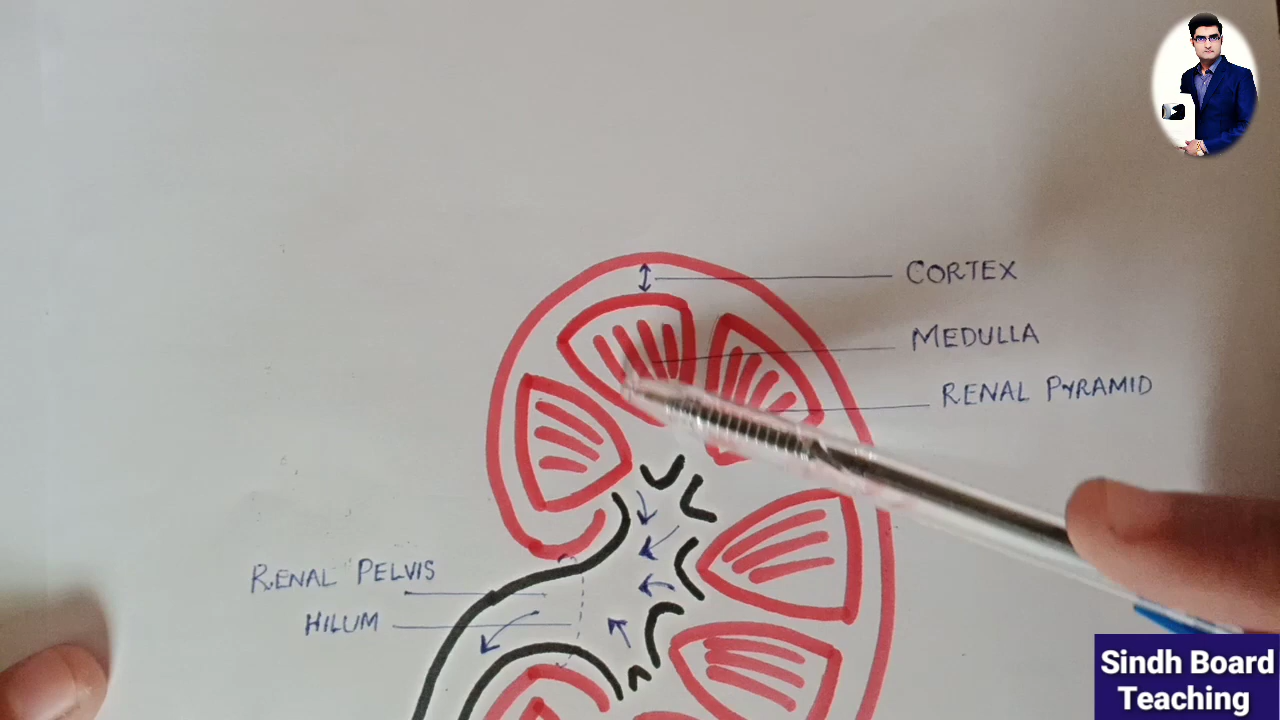 CORTEX
MEDULLA
RENAL PYRAMID
RENAL PELVIS
HILUM
Sindh Board
Teaching